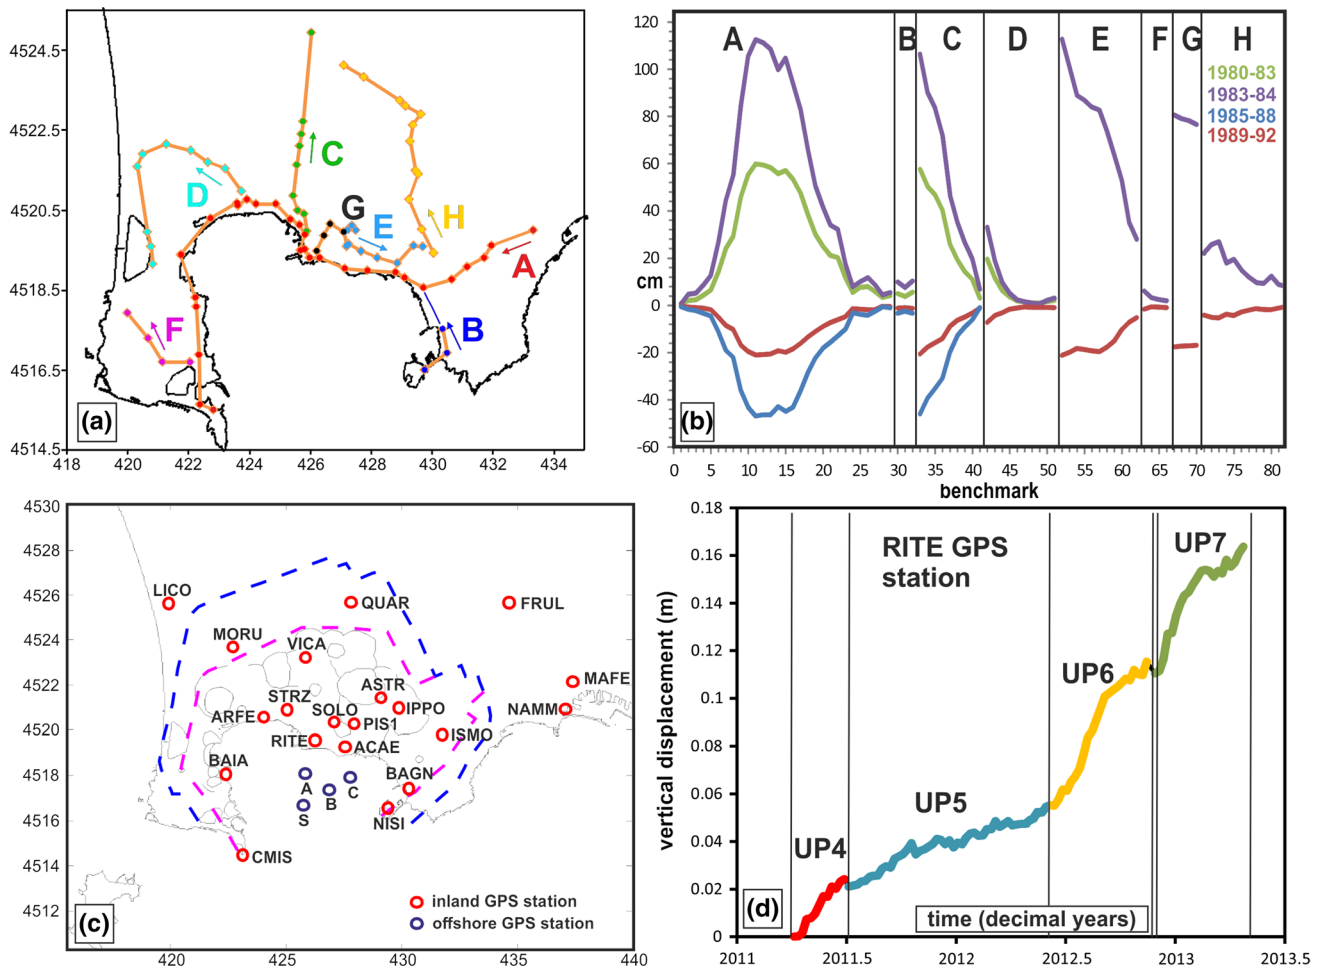 4524.5
4522.5
4520.5
4518.5
4516.5
4514.5
418 420 422 424 426 428 430 432 434
C
D
G
E
H
A
B
F
(a)
120
100
80
60
40
20
cm
0
-20
-40
-60
A B C D E F G H
1980-83
1983-84
1985-88
1989-92
(b)
0 5 10 15 20 25 30 35 40 45 50 55 60 65 70 75 80
benchmark
4530
4528
4526
4524
4522
4520
4518
4516
4514
4512
420 425 430 435 440
LICO
QUAR
FRUL
MORU
VICA
MAFE
ASTR
STRZ
IPPO
NAMM
ARFE
SOLO
PIS1
ISMO
RITE
ACAE
BAIA
BAGN
A
B
C
S
NISI
CMIS
inland GPS station
offshore GPS station
(c)
0.18
0.16
0.14
0.12
0.1
0.08
0.06
0.04
0.02
0
vertical displacement (m)
RITE GPS
station
UP7
UP6
UP5
UP4
time (decimal years)
(d)
2011 2011.5 2012 2012.5 2013 2013.5